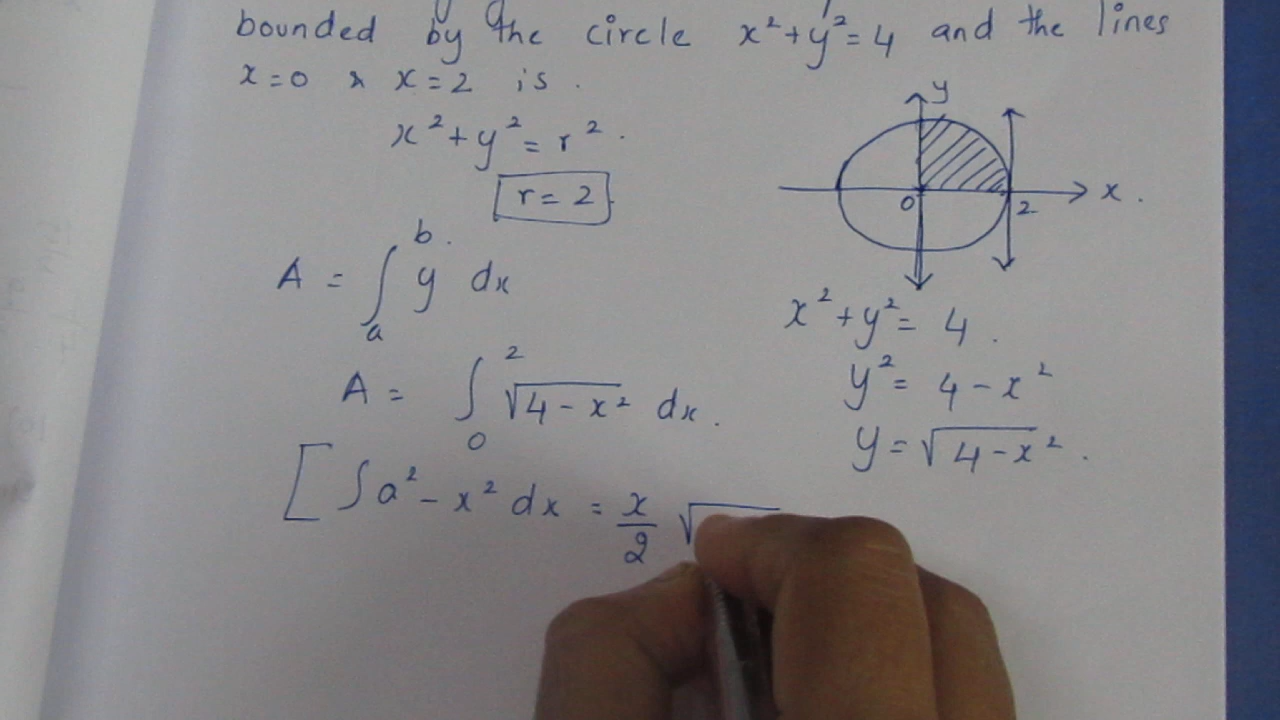 bounded by the circle x² + y² = 4 and the lines
x = 0 & x = 2 is .
x² + y² = r² .
r = 2
A = ∫ₐᵇ y dx
A = ∫₀² √4 - x² dx .
[ ∫ a² - x² dx = x/2 √
y
x .
0
2
x² + y² = 4 .
y² = 4 - x²
y = √4 - x² .